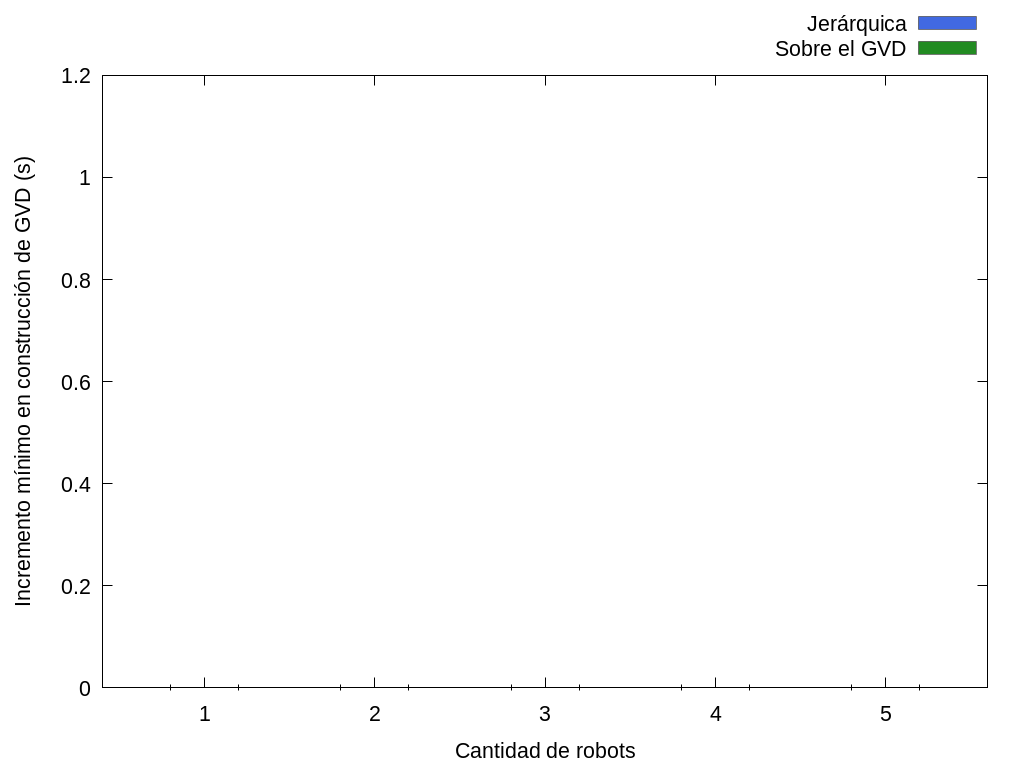 Jerárquica
Sobre el GVD
1.2
1
0.8
0.6
0.4
0.2
0
Incremento mínimo en construcción de GVD (s)
1 2 3 4 5
Cantidad de robots